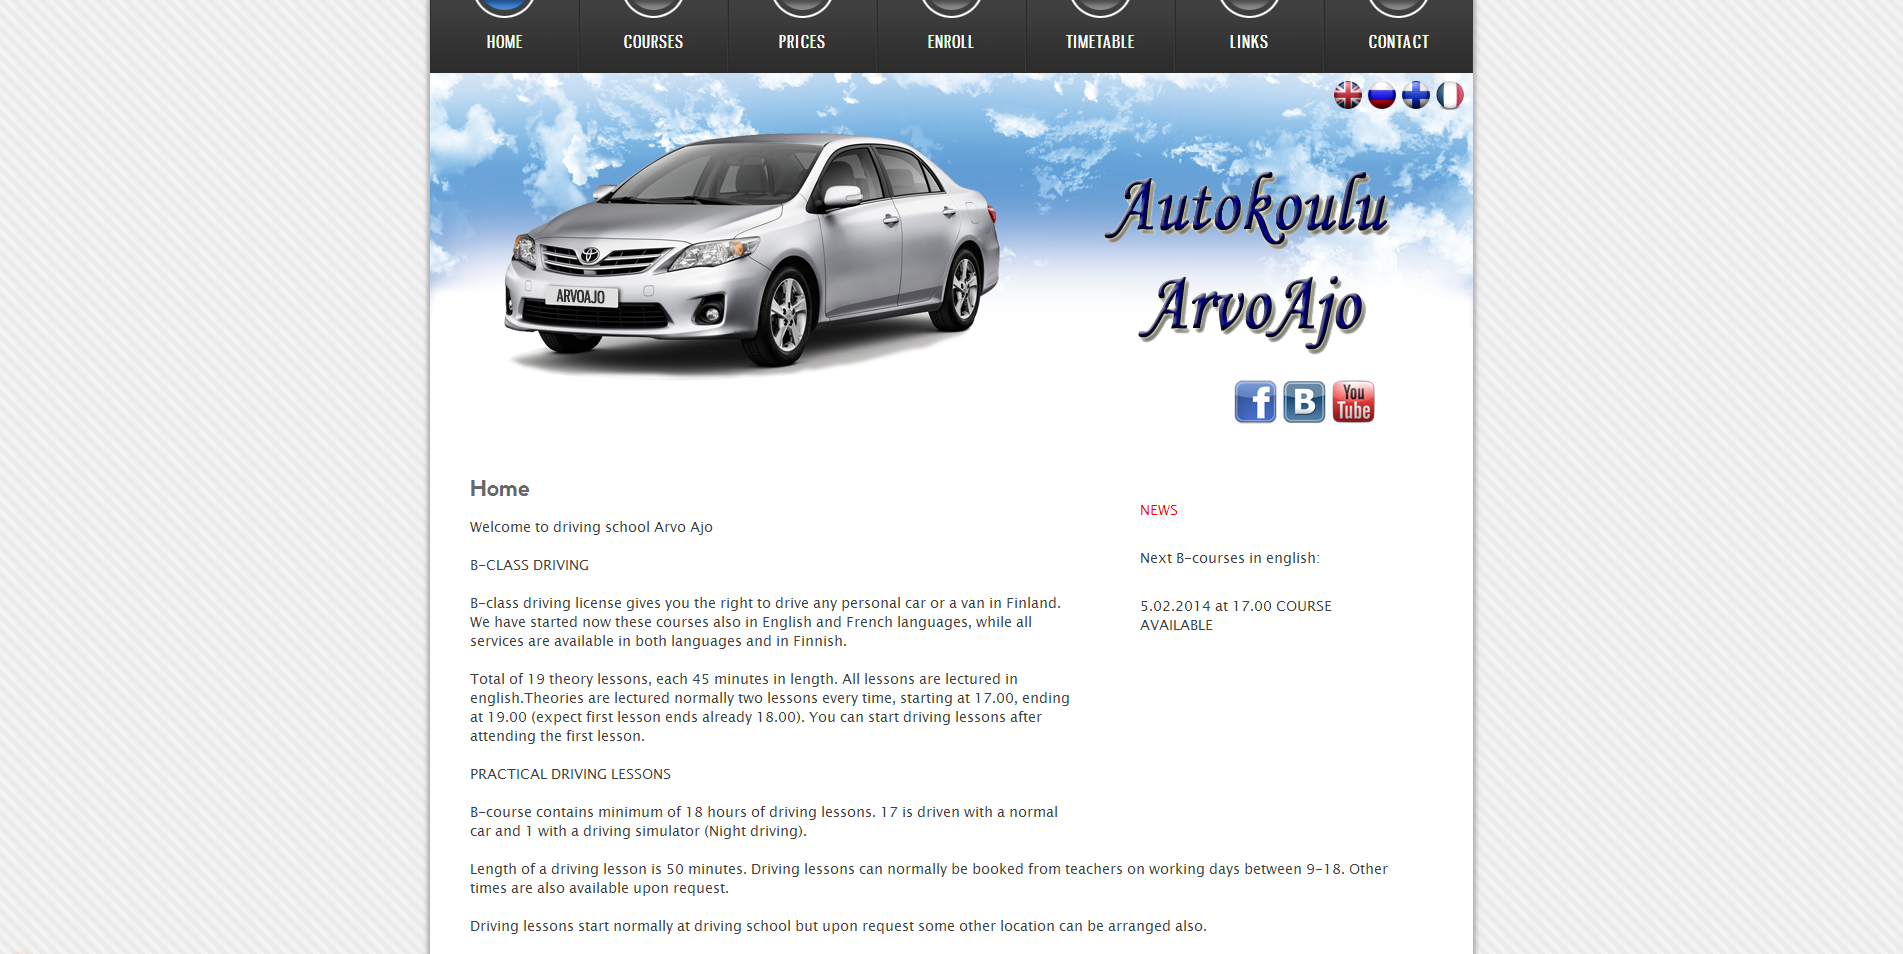 HOME COURSES PRICES ENROLL TIMETABLE LINKS CONTACT
Autokoulu
ArvoAjo
ARVOAJO
f B You Tube
Home
Welcome to driving school Arvo Ajo
B-CLASS DRIVING
B-class driving license gives you the right to drive any personal car or a van in Finland.
We have started now these courses also in English and French languages, while all
services are available in both languages and in Finnish.
Total of 19 theory lessons, each 45 minutes in length. All lessons are lectured in
english.Theories are lectured normally two lessons every time, starting at 17.00, ending
at 19.00 (expect first lesson ends already 18.00). You can start driving lessons after
attending the first lesson.
PRACTICAL DRIVING LESSONS
B-course contains minimum of 18 hours of driving lessons. 17 is driven with a normal
car and 1 with a driving simulator (Night driving).
Length of a driving lesson is 50 minutes. Driving lessons can normally be booked from teachers on working days between 9-18. Other
times are also available upon request.
Driving lessons start normally at driving school but upon request some other location can be arranged also.
NEWS
Next B-courses in english:
5.02.2014 at 17.00 COURSE
AVAILABLE